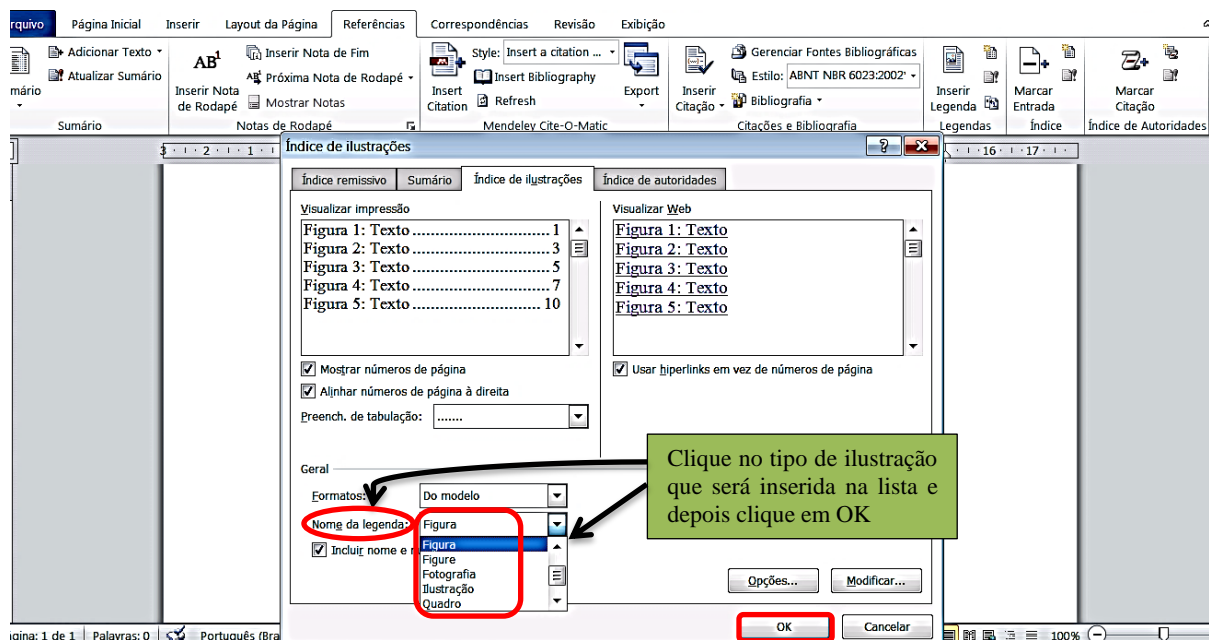 rquivo Página Inicial Inserir Layout da Página Referências Correspondências Revisão Exibição
Adicionar Texto
Atualizar Sumário
mário
Sumário
AB1
Inserir Nota
de Rodapé
Inserir Nota de Fim
Próxima Nota de Rodapé
Mostrar Notas
Notas de Rodapé
Insert
Citation
Style: Insert a citation ...
Insert Bibliography
Refresh
Export
Mendeley Cite-O-Matic
Inserir
Citação
Gerenciar Fontes Bibliográficas
Estilo: ABNT NBR 6023:2002*
Bibliografia
Citações e Bibliografia
Inserir
Legenda
Legendas
Marcar
Entrada
Índice
Marcar
Citação
Índice de Autoridades
3 2 1 1 16 17
Índice de ilustrações
Índice remissivo Sumário Índice de ilustrações Índice de autoridades
Visualizar impressão
Figura 1: Texto .............................. 1
Figura 2: Texto .............................. 3
Figura 3: Texto .............................. 5
Figura 4: Texto .............................. 7
Figura 5: Texto ............................ 10
Visualizar Web
Figura 1: Texto
Figura 2: Texto
Figura 3: Texto
Figura 4: Texto
Figura 5: Texto
Mostrar números de página
Alinhar números de página à direita
Preench. de tabulação: .......
Usar hiperlinks em vez de números de página
Geral
Formatos: Do modelo
Nome da legenda: Figura
Incluir nome e n
Figura
Figure
Fotografia
Ilustração
Quadro
Clique no tipo de ilustração
que será inserida na lista e
depois clique em OK
Opções... Modificar...
OK Cancelar
agina: 1 de 1 Palavras: 0 Português (Bra 100%